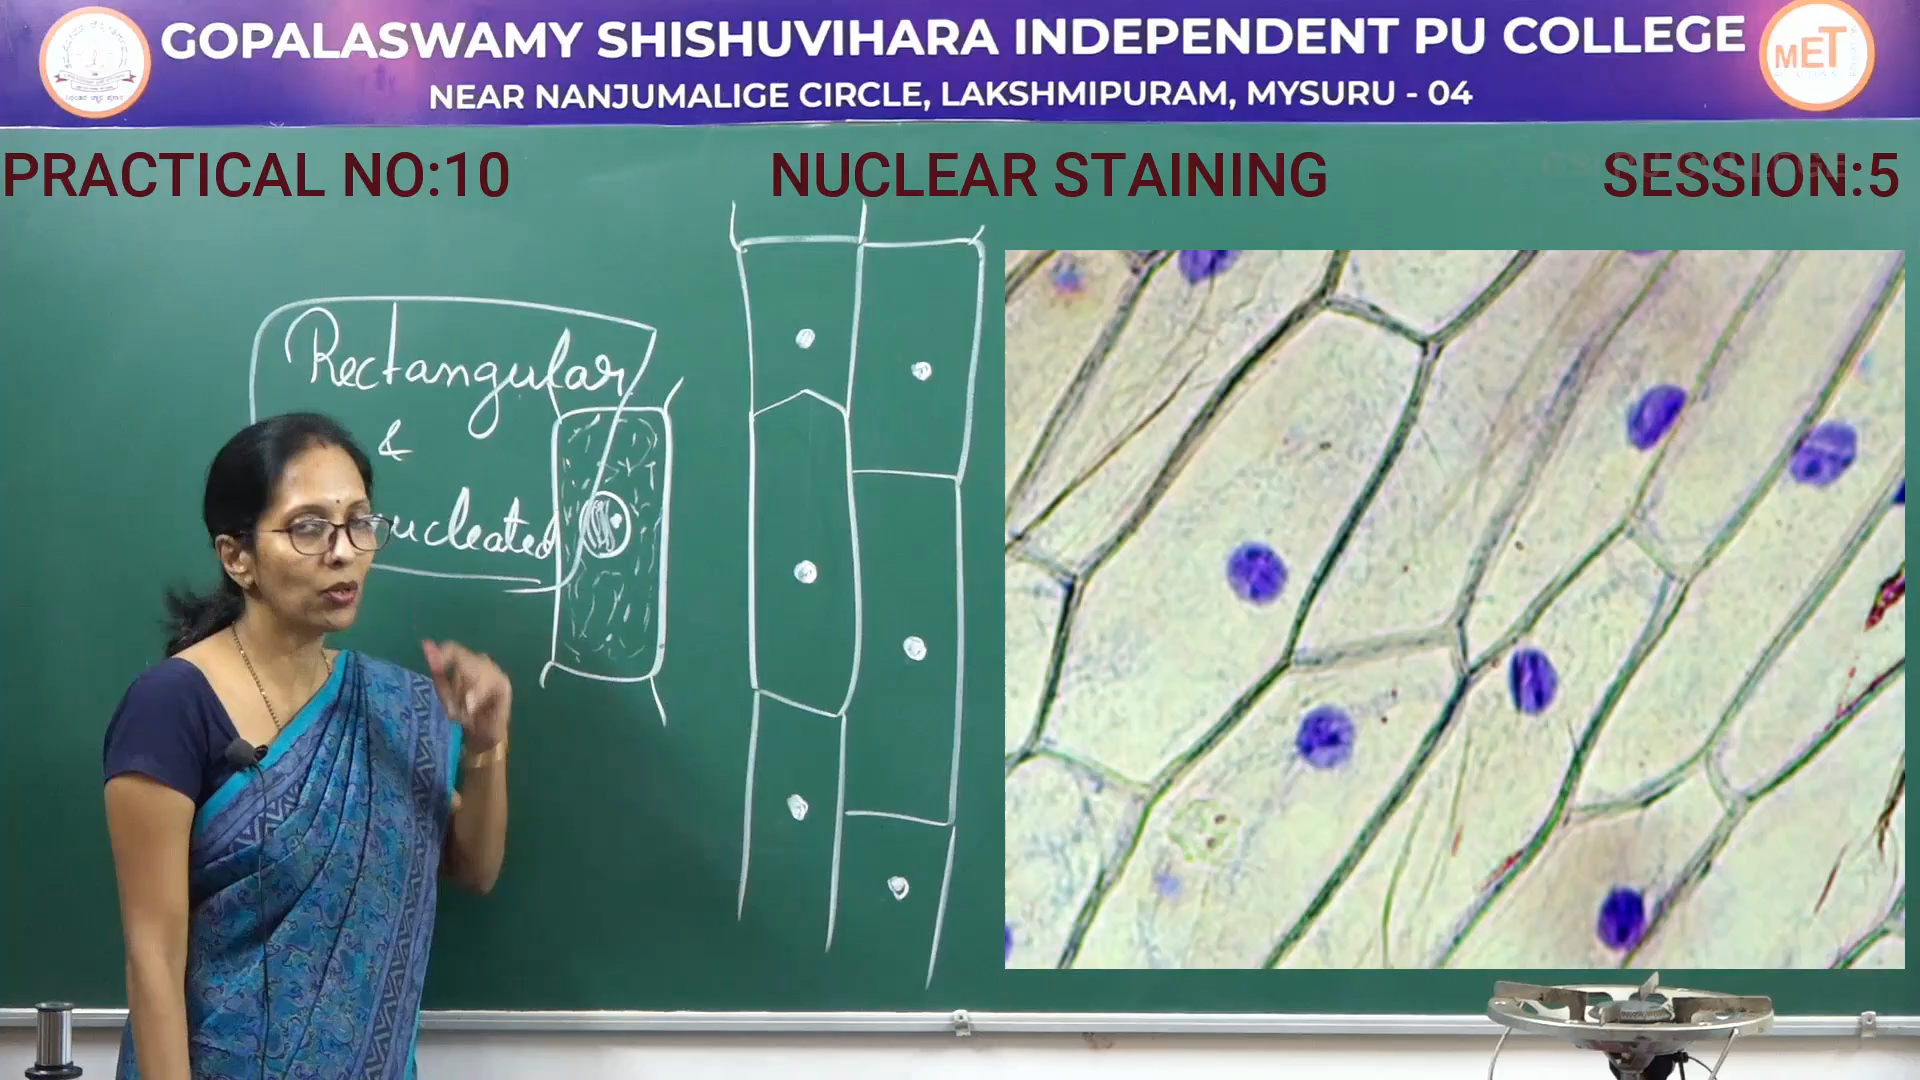 GOPALASWAMY SHISHUVIHARA INDEPENDENT PU COLLEGE
MET
NEAR NANJUMALIGE CIRCLE, LAKSHMIPURAM, MYSURU - 04
PRACTICAL NO:10
NUCLEAR STAINING
SESSION:5
Rectangular
&
ucleated